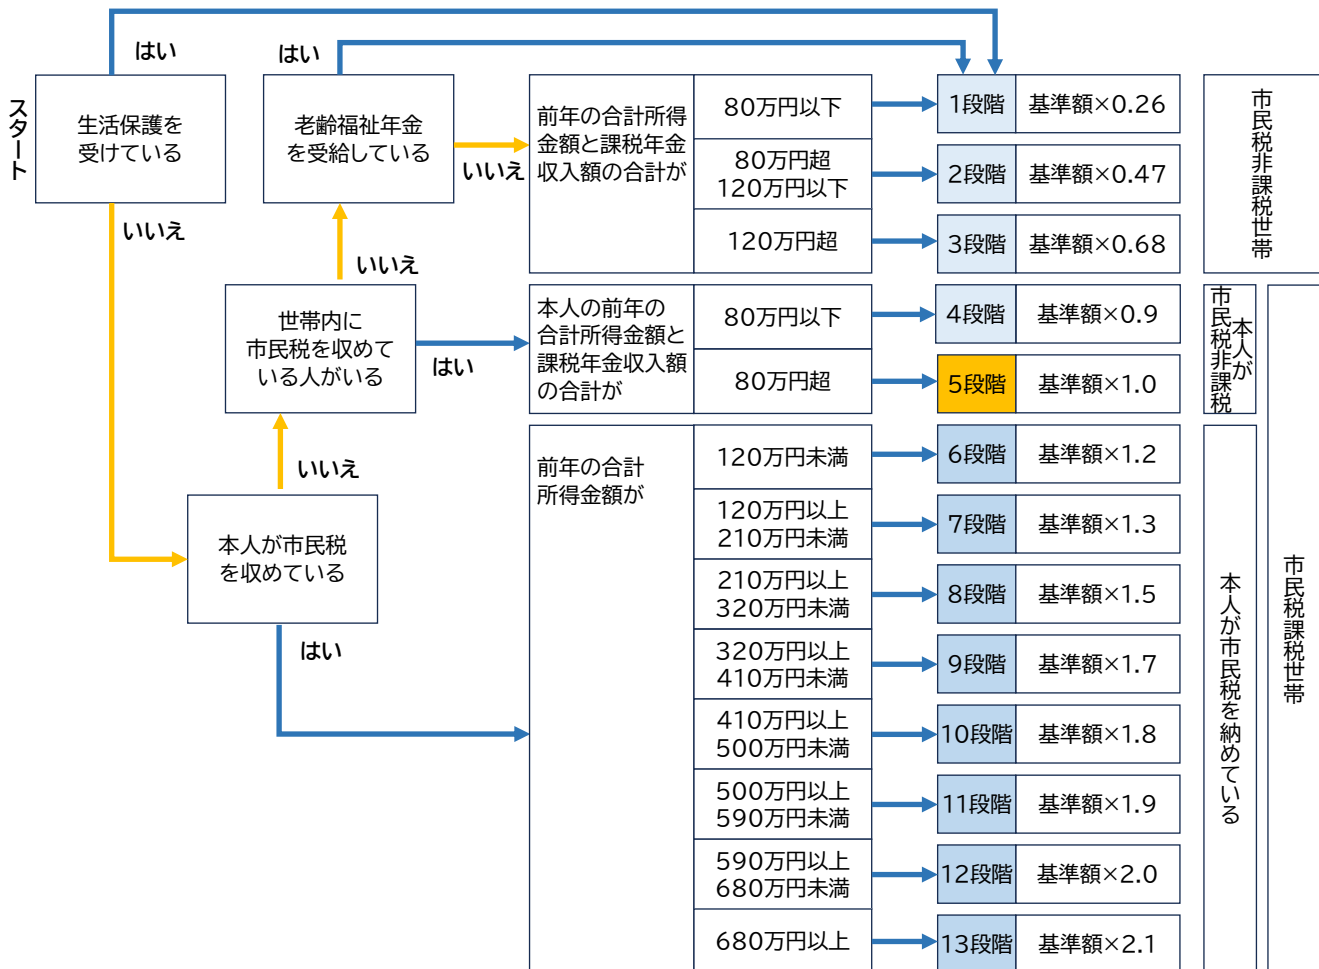 スタート
生活保護を
受けている
はい
いいえ
本人が市民税
を収めている
いいえ
はい
世帯内に
市民税を収めて
いる人がいる
いいえ
はい
老齢福祉年金
を受給している
はい
いいえ
前年の合計所得
金額と課税年金
収入額の合計が
80万円以下
1段階
基準額×0.26
80万円超
120万円以下
2段階
基準額×0.47
120万円超
3段階
基準額×0.68
市民税非課税世帯
本人の前年の
合計所得金額と
課税年金収入額
の合計が
80万円以下
4段階
基準額×0.9
80万円超
5段階
基準額×1.0
本人が
市民税非課税
前年の合計
所得金額が
120万円未満
6段階
基準額×1.2
120万円以上
210万円未満
7段階
基準額×1.3
210万円以上
320万円未満
8段階
基準額×1.5
320万円以上
410万円未満
9段階
基準額×1.7
410万円以上
500万円未満
10段階
基準額×1.8
500万円以上
590万円未満
11段階
基準額×1.9
590万円以上
680万円未満
12段階
基準額×2.0
680万円以上
13段階
基準額×2.1
本人が市民税を納めている
市民税課税世帯